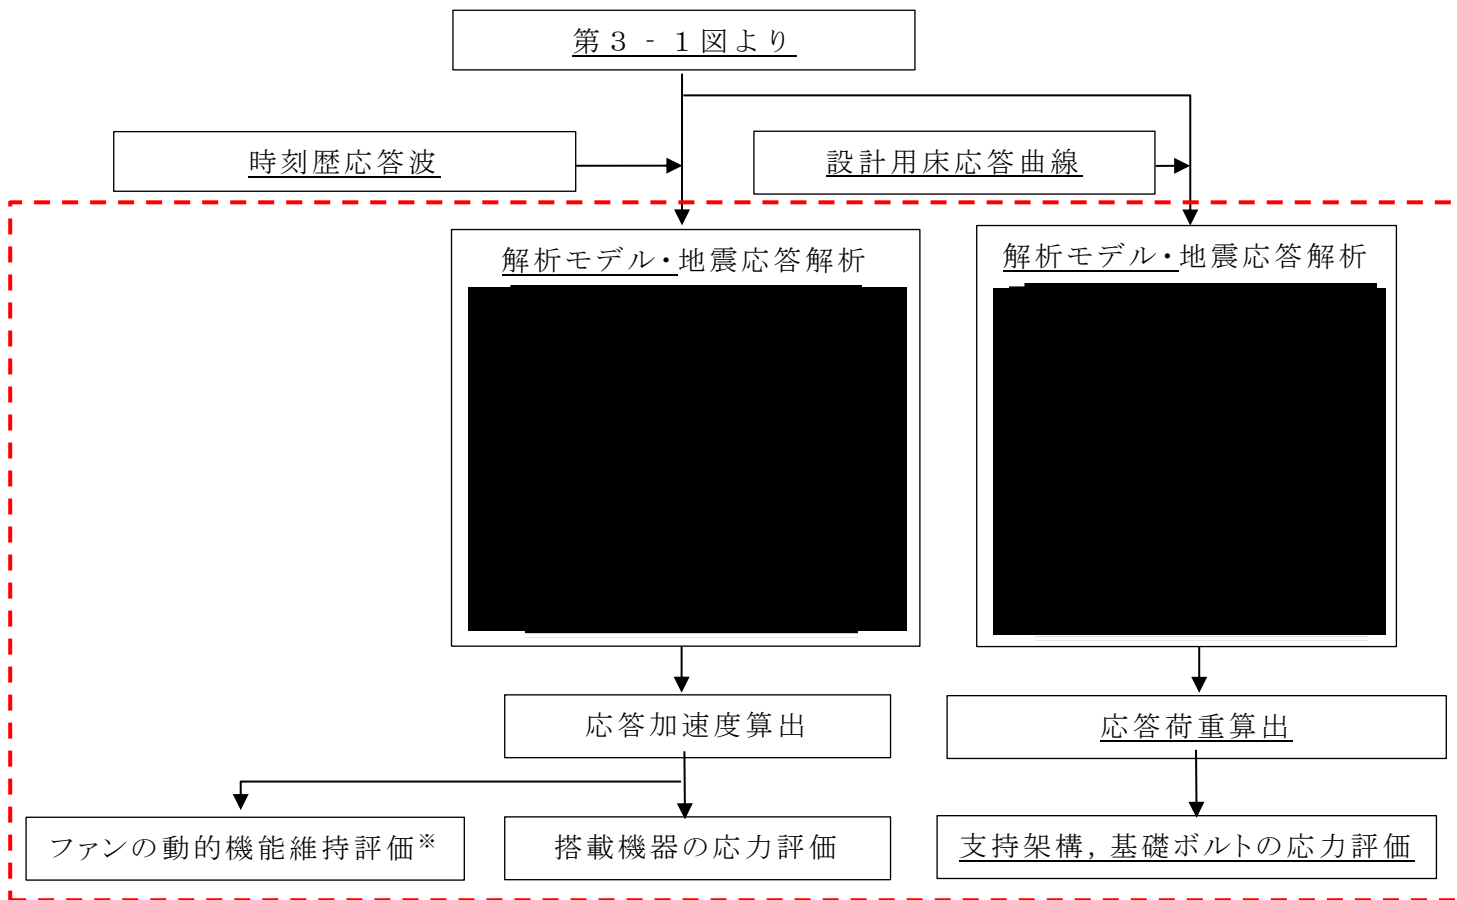 第3‐1図より
時刻歴応答波
設計用床応答曲線
解析モデル・地震応答解析
解析モデル・地震応答解析
応答加速度算出
応答荷重算出
ファンの動的機能維持評価※
搭載機器の応力評価
支持架構,基礎ボルトの応力評価